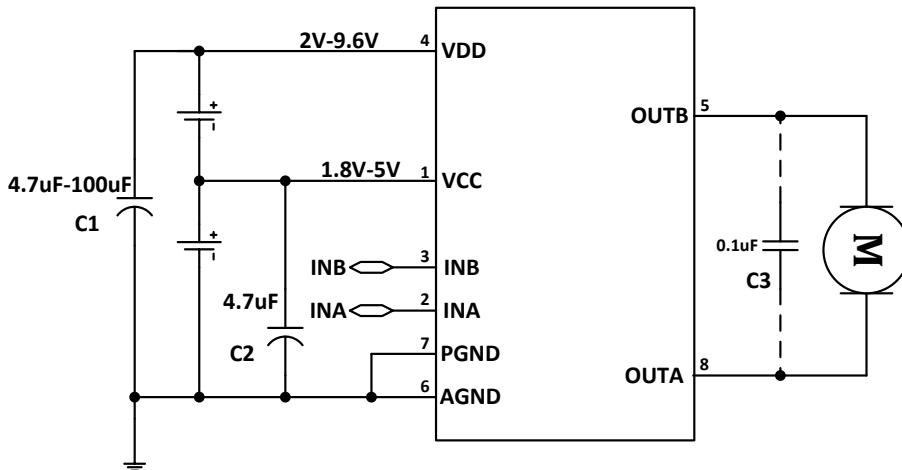 2V-9.6V
4
VDD
+
-
OUTB
5
4.7uF-100uF
C1
1.8V-5V
1
VCC
+
-
0.1uF
C3
M
INB
3
INB
4.7uF
C2
INA
2
INA
7
PGND
6
AGND
OUTA
8